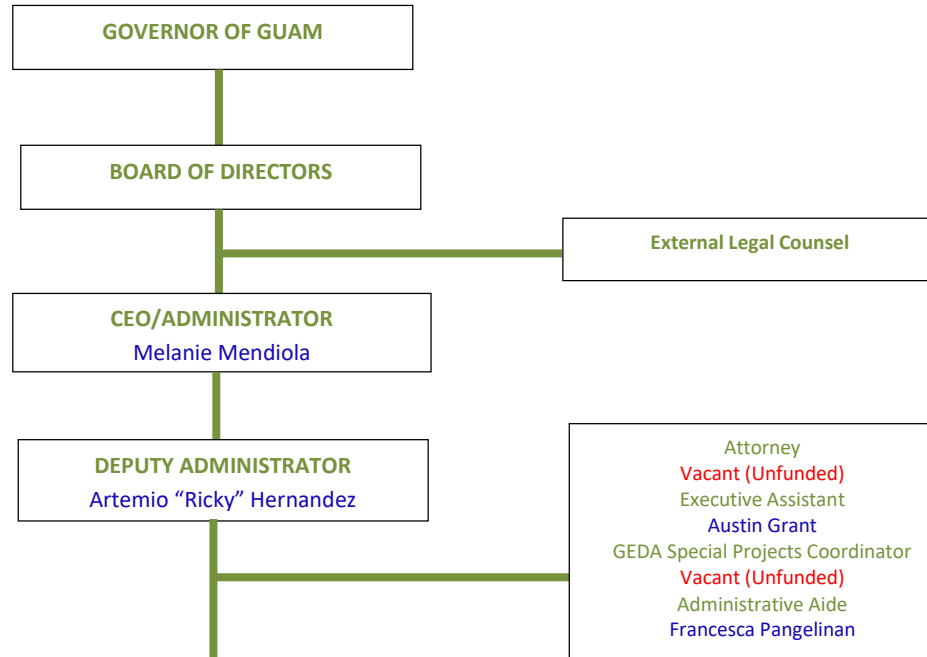 GOVERNOR OF GUAM
BOARD OF DIRECTORS
External Legal Counsel
CEO/ADMINISTRATOR
Melanie Mendiola
DEPUTY ADMINISTRATOR
Artemio “Ricky” Hernandez
Attorney
Vacant (Unfunded)
Executive Assistant
Austin Grant
GEDA Special Projects Coordinator
Vacant (Unfunded)
Administrative Aide
Francesca Pangelinan